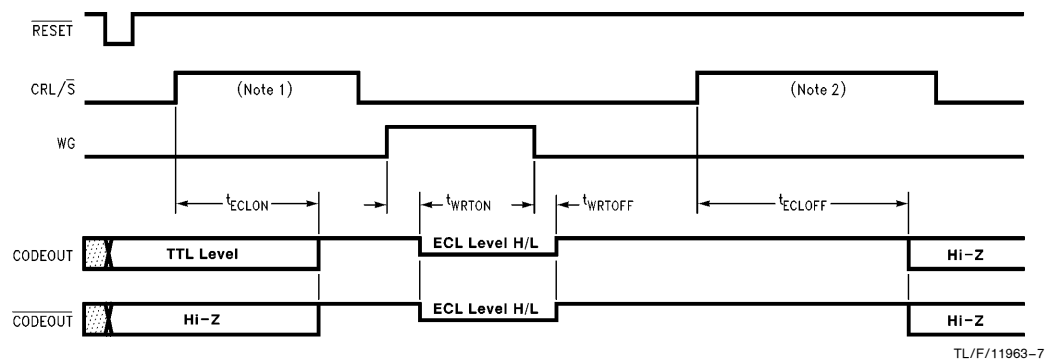 RESET
CRL/S̅
(Note 1)
(Note 2)
WG
tECLON
tWRTON
tWRTOFF
tECLOFF
CODEOUT
TTL Level
ECL Level H/L
Hi-Z
CODEOUT
Hi-Z
ECL Level H/L
Hi-Z
TL/F/11963-7